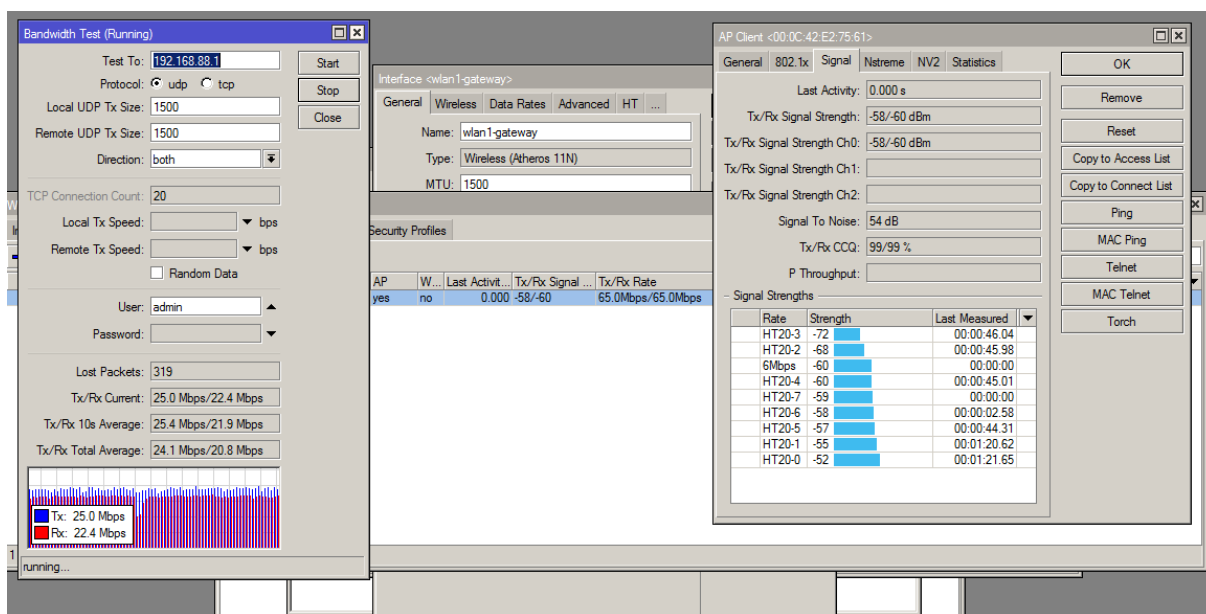 Bandwidth Test (Running)
Test To: 192.168.88.1
Protocol: udp tcp
Local UDP Tx Size: 1500
Remote UDP Tx Size: 1500
Direction: both
TCP Connection Count: 20
Local Tx Speed: bps
Remote Tx Speed: bps
Random Data
User: admin
Password:
Lost Packets: 319
Tx/Rx Current: 25.0 Mbps/22.4 Mbps
Tx/Rx 10s Average: 25.4 Mbps/21.9 Mbps
Tx/Rx Total Average: 24.1 Mbps/20.8 Mbps
Tx: 25.0 Mbps
Rx: 22.4 Mbps
running...
Start
Stop
Close
Interface <wlan1-gateway>
General Wireless Data Rates Advanced HT ...
Name: wlan1-gateway
Type: Wireless (Atheros 11N)
MTU: 1500
Security Profiles
AP W... Last Activit... Tx/Rx Signal ... Tx/Rx Rate
yes no 0.000 -58/-60 65.0Mbps/65.0Mbps
1
AP Client <00:0C:42:E2:75:61>
General 802.1x Signal Nstreme NV2 Statistics
Last Activity: 0.000 s
Tx/Rx Signal Strength: -58/-60 dBm
Tx/Rx Signal Strength Ch0: -58/-60 dBm
Tx/Rx Signal Strength Ch1:
Tx/Rx Signal Strength Ch2:
Signal To Noise: 54 dB
Tx/Rx CCQ: 99/99 %
P Throughput:
Signal Strengths
Rate Strength Last Measured
HT20-3 -72 00:00:46.04
HT20-2 -68 00:00:45.98
6Mbps -60 00:00:00
HT20-4 -60 00:00:45.01
HT20-7 -59 00:00:00
HT20-6 -58 00:00:02.58
HT20-5 -57 00:00:44.31
HT20-1 -55 00:01:20.62
HT20-0 -52 00:01:21.65
OK
Remove
Reset
Copy to Access List
Copy to Connect List
Ping
MAC Ping
Telnet
MAC Telnet
Torch